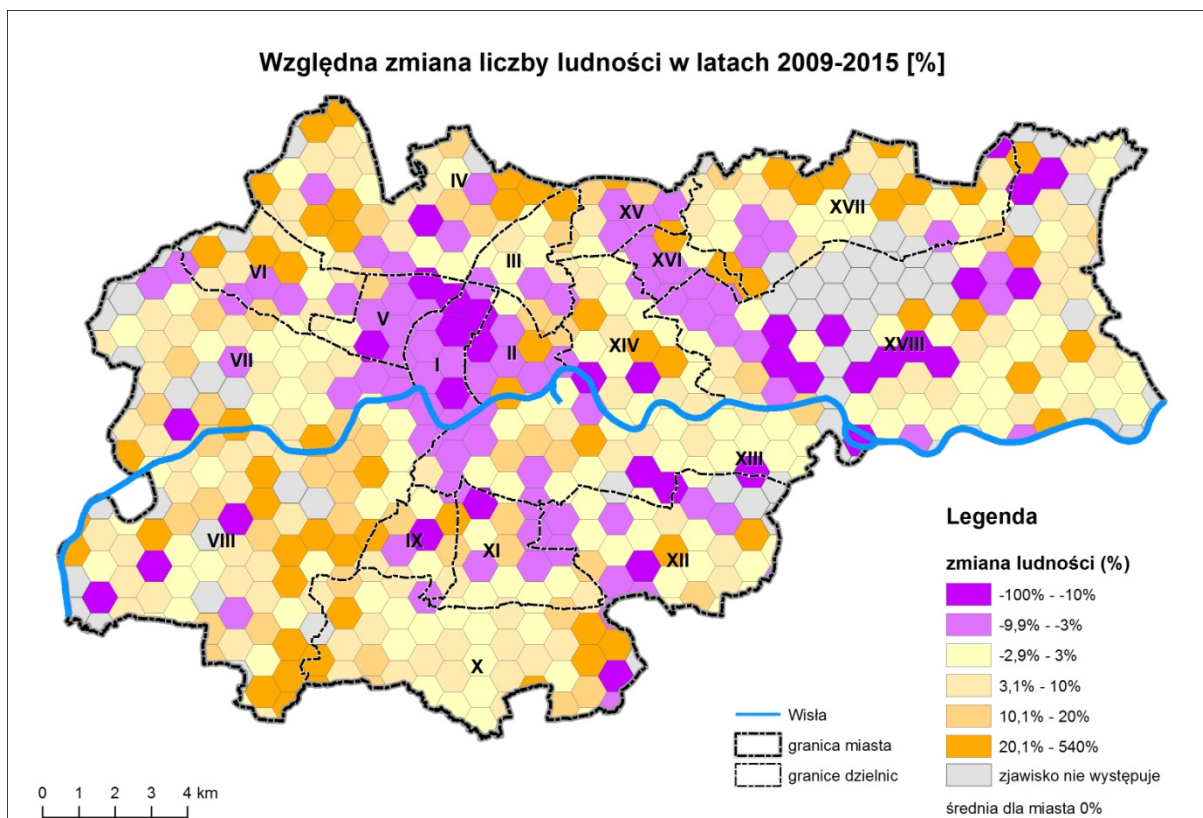 Względna zmiana liczby ludności w latach 2009-2015 [%]
IV
XV
XVII
III
XVI
VI
V
I
II
XIV
XVIII
VII
XIII
VIII
IX
XI
XII
X
Legenda
zmiana ludności (%)
-100% - -10%
-9,9% - -3%
-2,9% - 3%
3,1% - 10%
10,1% - 20%
20,1% - 540%
zjawisko nie występuje
średnia dla miasta 0%
Wisła
granica miasta
granice dzielnic
0 1 2 3 4 km